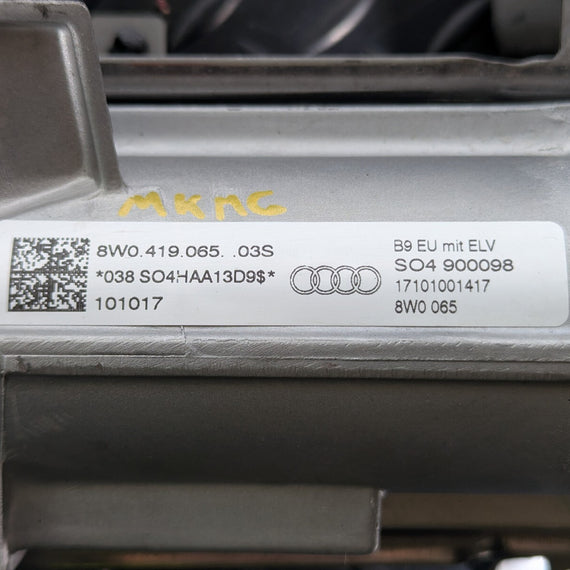 MKMC
8W0.419.065. .03S
*038 SO4HAA13D9$*
101017
B9 EU mit ELV
SO4 900098
17101001417
8W0 065